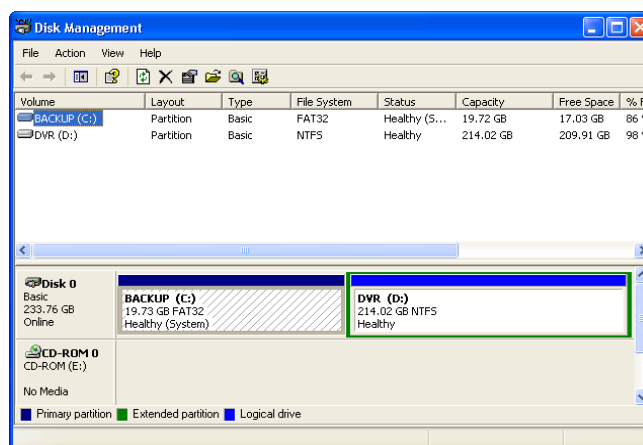 Disk Management
File Action View Help
Volume Layout Type File System Status Capacity Free Space %
BACKUP (C:) Partition Basic FAT32 Healthy (S... 19.72 GB 17.03 GB 86
DVR (D:) Partition Basic NTFS Healthy 214.02 GB 209.91 GB 98
Disk 0
Basic
233.76 GB
Online
BACKUP (C:)
19.73 GB FAT32
Healthy (System)
DVR (D:)
214.02 GB NTFS
Healthy
CD-ROM 0
CD-ROM (E:)
No Media
Primary partition Extended partition Logical drive